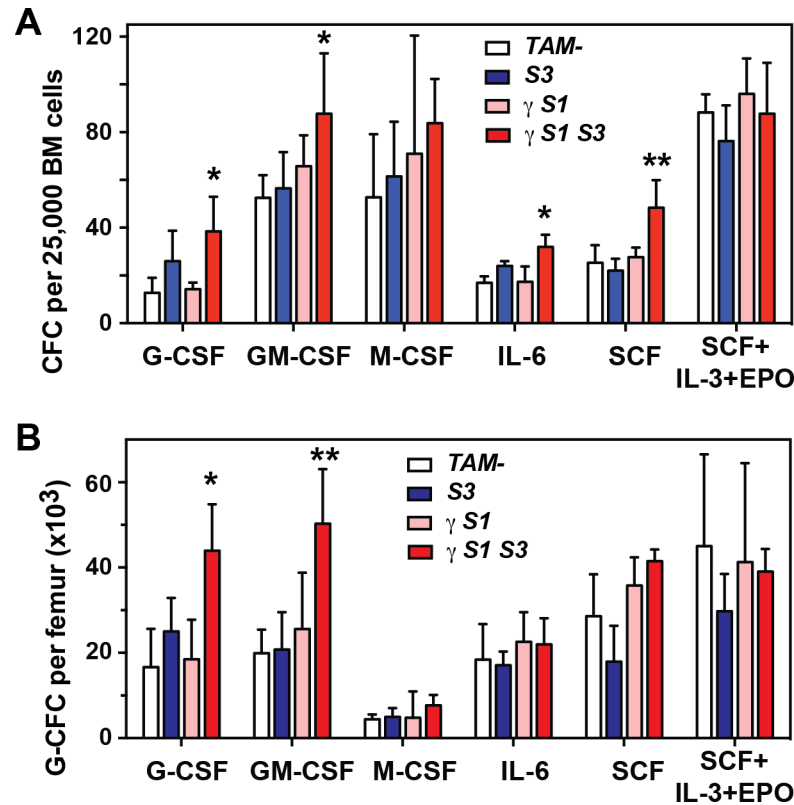 A
CFC per 25,000 BM cells
120
80
40
0
TAM-
S3
γ S1
γ S1 S3
*
*
*
**
G-CSF
GM-CSF
M-CSF
IL-6
SCF
SCF+
IL-3+EPO
B
G-CFC per femur (x10³)
60
40
20
0
TAM-
S3
γ S1
γ S1 S3
*
**
G-CSF
GM-CSF
M-CSF
IL-6
SCF
SCF+
IL-3+EPO